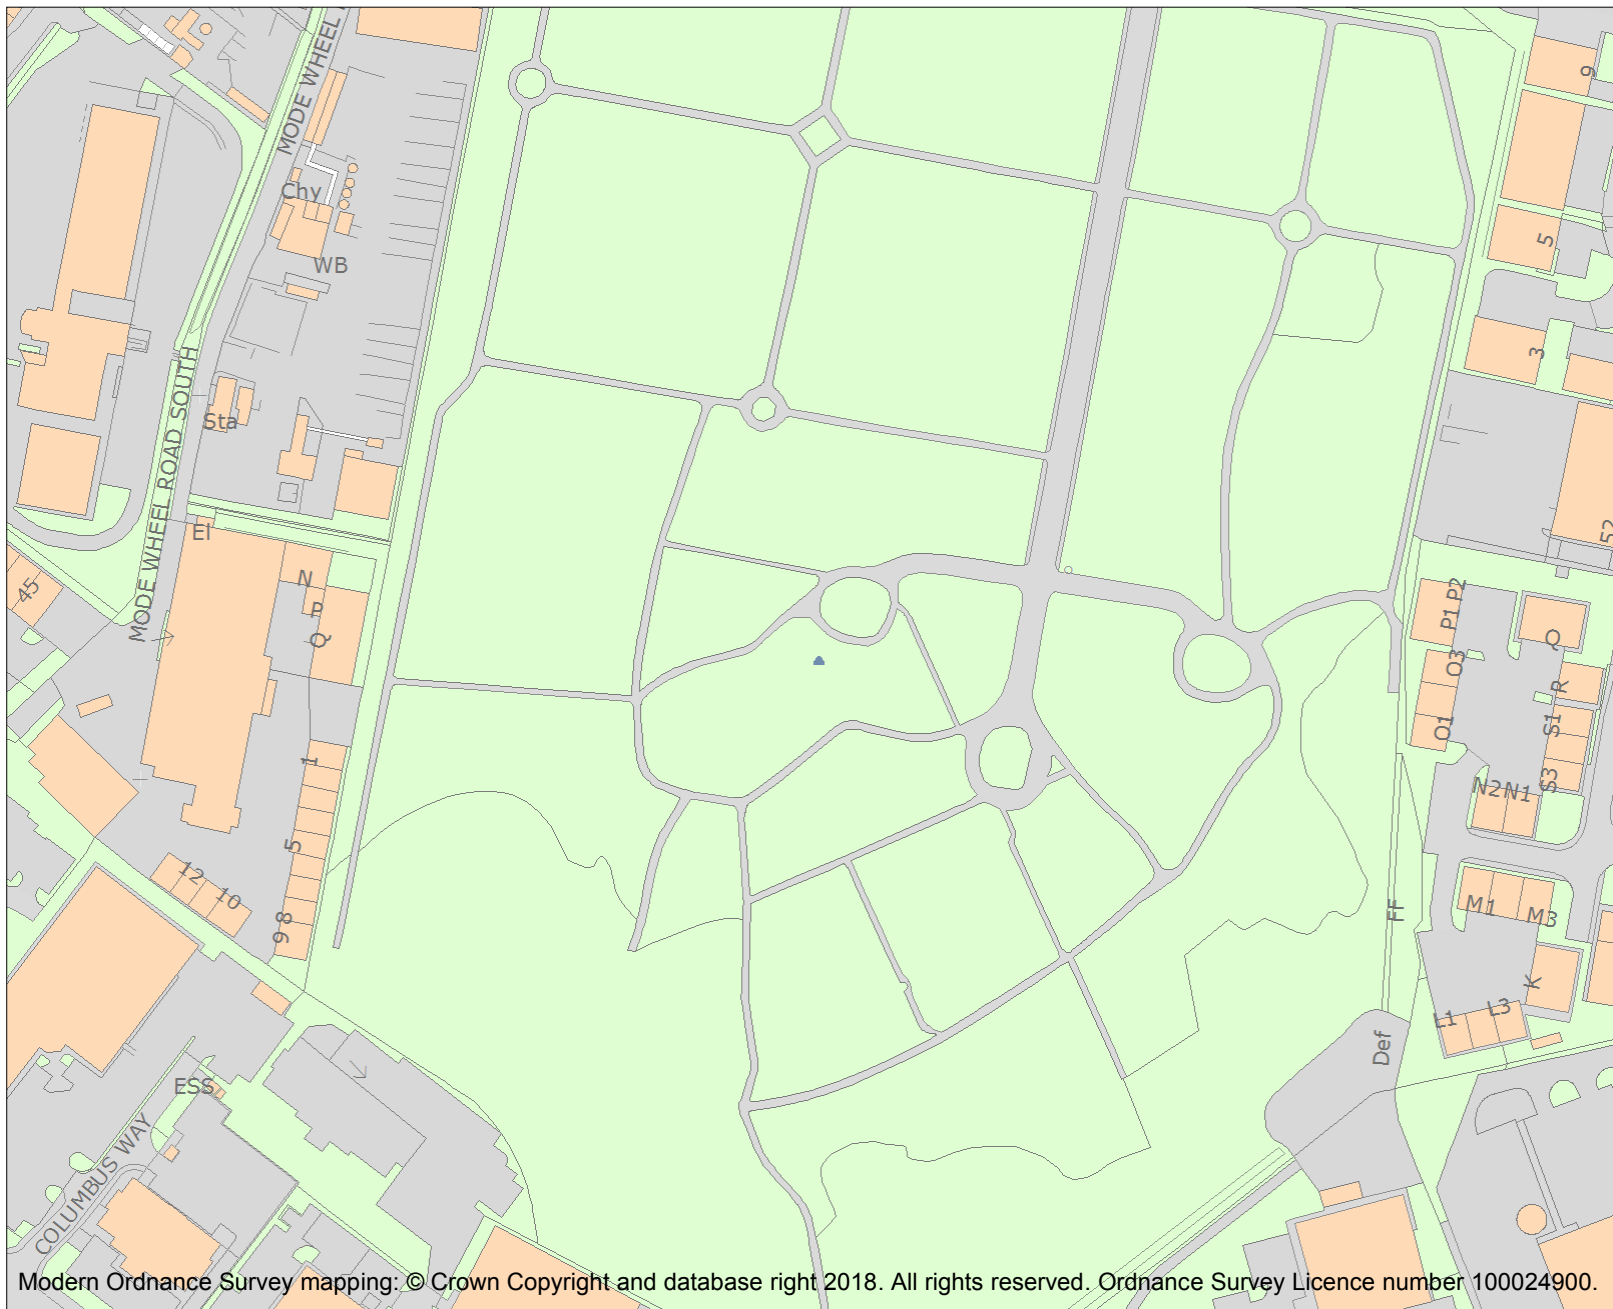 MODE WHEEL
9
Chy
5
WB
3
MODE WHEEL ROAD SOUTH
Sta
52
El
45
N
P
Q
P1 P2
O3
O1
Q
R
S1
S3
N2 N1
1
5
12
10
8
9
M1
M3
FF
K
L1
L3
Def
ESS
COLUMBUS WAY
Modern Ordnance Survey mapping: © Crown Copyright and database right 2018. All rights reserved. Ordnance Survey Licence number 100024900.